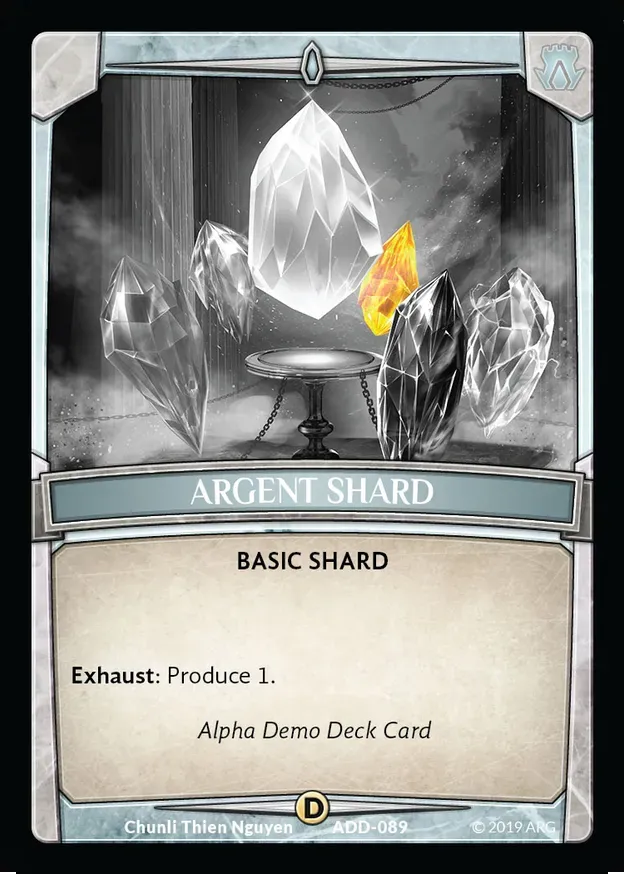 ARGENT SHARD
BASIC SHARD
Exhaust: Produce 1.
Alpha Demo Deck Card
D
Chunli Thien Nguyen ADD-089 © 2019 ARG